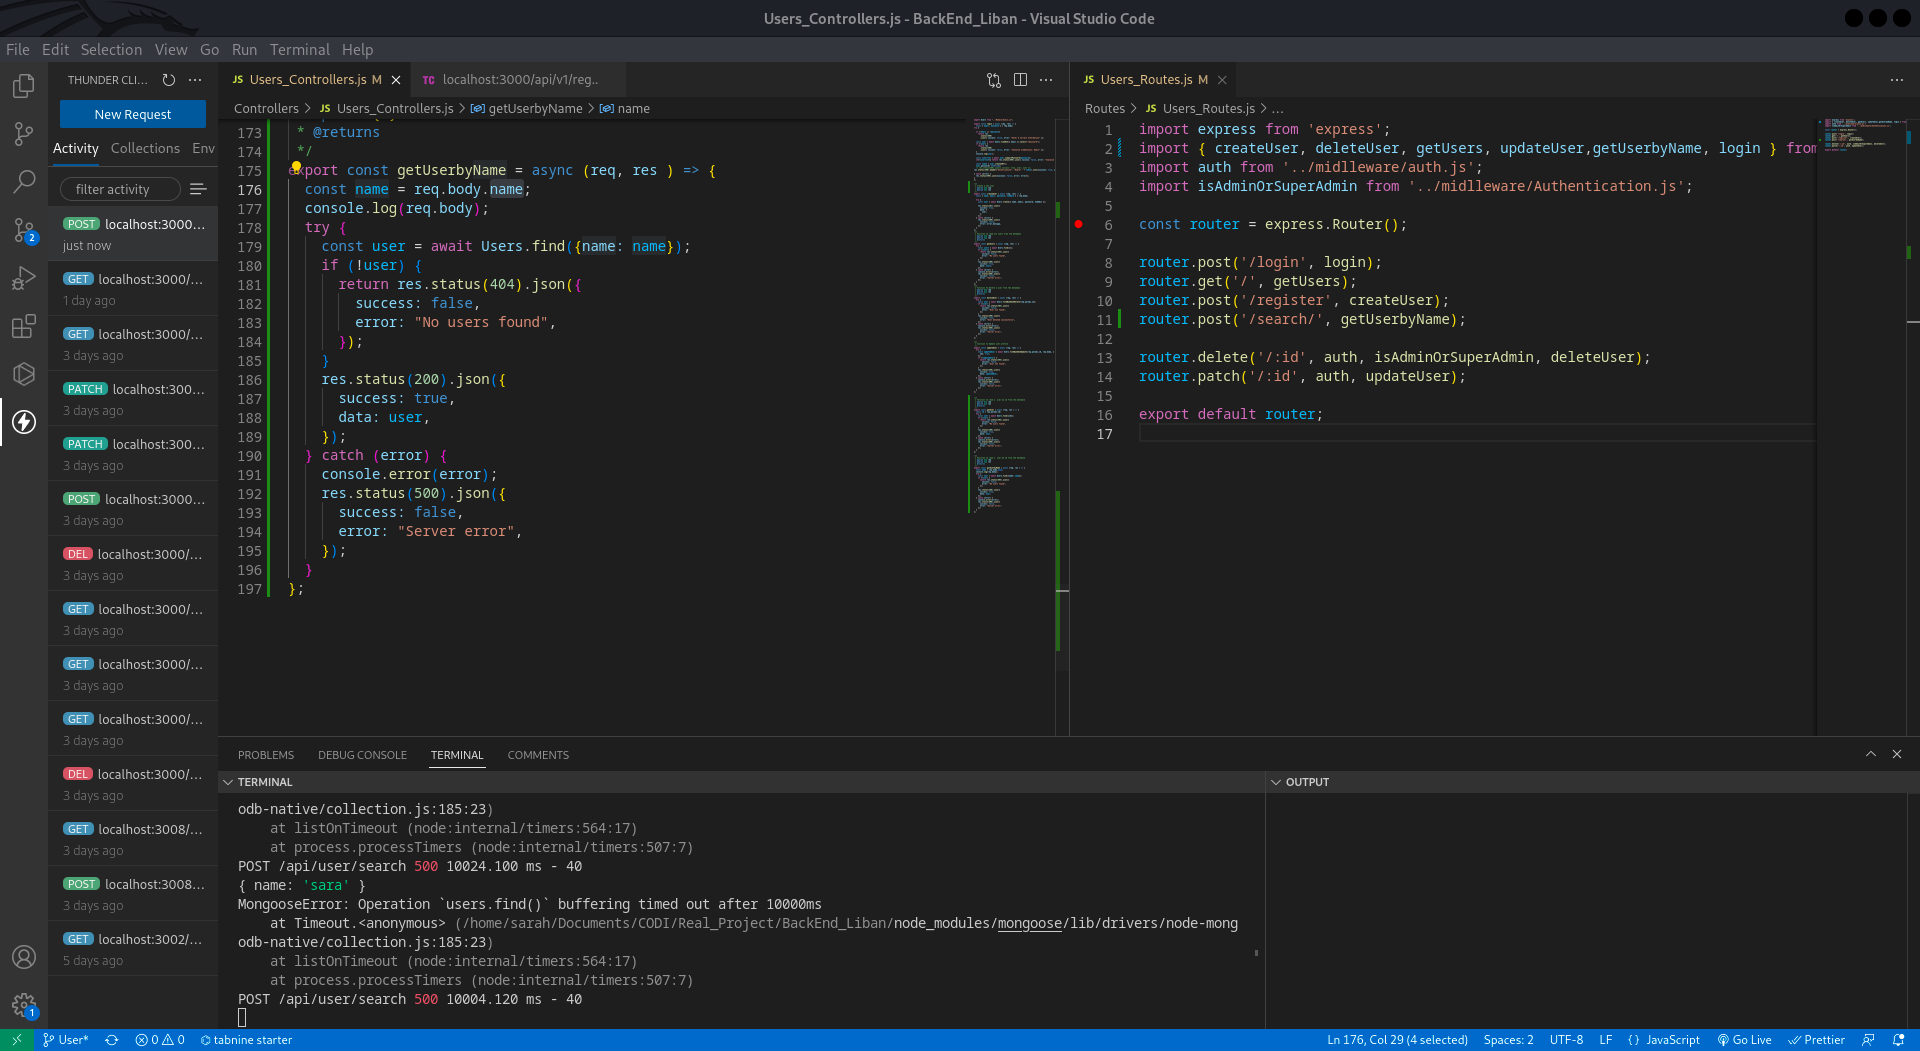 Users_Controllers.js - BackEnd_Liban - Visual Studio Code
File Edit Selection View Go Run Terminal Help
THUNDER CLI...
New Request
Activity Collections Env
filter activity
POST localhost:3000...
just now
GET localhost:3000/...
1 day ago
GET localhost:3000/...
3 days ago
PATCH localhost:300...
3 days ago
PATCH localhost:300...
3 days ago
POST localhost:3000...
3 days ago
DEL localhost:3000/...
3 days ago
GET localhost:3000/...
3 days ago
GET localhost:3000/...
3 days ago
GET localhost:3000/...
3 days ago
DEL localhost:3000/...
3 days ago
GET localhost:3008/...
3 days ago
POST localhost:3008...
3 days ago
GET localhost:3002/...
5 days ago
2
1
JS Users_Controllers.js M
TC localhost:3000/api/v1/reg..
Controllers > JS Users_Controllers.js > getUserbyName > name
173 * @returns
174 */
175 export const getUserbyName = async (req, res ) => {
176 const name = req.body.name;
177 console.log(req.body);
178 try {
179 const user = await Users.find({name: name});
180 if (!user) {
181 return res.status(404).json({
182 success: false,
183 error: "No users found",
184 });
185 }
186 res.status(200).json({
187 success: true,
188 data: user,
189 });
190 } catch (error) {
191 console.error(error);
192 res.status(500).json({
193 success: false,
194 error: "Server error",
195 });
196 }
197 };
JS Users_Routes.js M
Routes > JS Users_Routes.js > ...
1 import express from 'express';
2 import { createUser, deleteUser, getUsers, updateUser,getUserbyName, login } from
3 import auth from '../midlleware/auth.js';
4 import isAdminOrSuperAdmin from '../midlleware/Authentication.js';
5
6 const router = express.Router();
7
8 router.post('/login', login);
9 router.get('/', getUsers);
10 router.post('/register', createUser);
11 router.post('/search/', getUserbyName);
12
13 router.delete('/:id', auth, isAdminOrSuperAdmin, deleteUser);
14 router.patch('/:id', auth, updateUser);
15
16 export default router;
17
PROBLEMS DEBUG CONSOLE TERMINAL COMMENTS
TERMINAL
odb-native/collection.js:185:23)
at listOnTimeout (node:internal/timers:564:17)
at process.processTimers (node:internal/timers:507:7)
POST /api/user/search 500 10024.100 ms - 40
{ name: 'sara' }
MongooseError: Operation `users.find()` buffering timed out after 10000ms
at Timeout.<anonymous> (/home/sarah/Documents/CODI/Real_Project/BackEnd_Liban/node_modules/mongoose/lib/drivers/node-mong
odb-native/collection.js:185:23)
at listOnTimeout (node:internal/timers:564:17)
at process.processTimers (node:internal/timers:507:7)
POST /api/user/search 500 10004.120 ms - 40
OUTPUT
User* 0 0 tabnine starter
Ln 176, Col 29 (4 selected) Spaces: 2 UTF-8 LF {} JavaScript Go Live Prettier